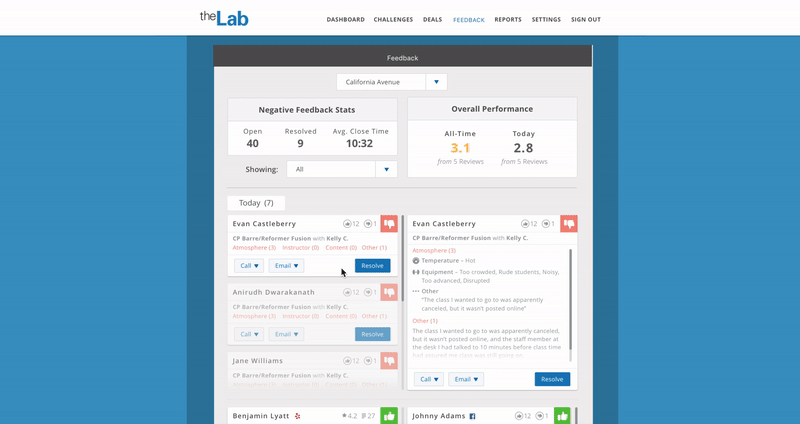 theLab
DASHBOARD CHALLENGES DEALS FEEDBACK REPORTS SETTINGS SIGN OUT
Feedback
California Avenue
Negative Feedback Stats
Open Resolved Avg. Close Time
40 9 10:32
Overall Performance
All-Time Today
3.1 2.8
from 5 Reviews from 5 Reviews
Showing: All
Today (7)
Evan Castleberry 12 1
CP Barre/Reformer Fusion with Kelly C.
Atmosphere (3) Instructor (0) Content (0) Other (1)
Call Email Resolve
Anirudh Dwarakanath 12 1
CP Barre/Reformer Fusion with Kelly C.
Atmosphere (3) Instructor (0) Content (0) Other (1)
Call Email Resolve
Jane Williams 12 1
CP Barre/Reformer Fusion with Kelly C.
Evan Castleberry 12 1
CP Barre/Reformer Fusion with Kelly C.
Atmosphere (3)
Temperature – Hot
Equipment – Too crowded, Rude students, Noisy,
Too advanced, Disrupted
Other
"The class I wanted to go to was apparently
canceled, but it wasn't posted online"
Other (1)
The class I wanted to go to was apparently canceled,
but it wasn't posted online, and the staff member at
the desk I had talked to 10 minutes before class time
Call Email Resolve
Benjamin Lyatt 4.2 27
Johnny Adams 12 1